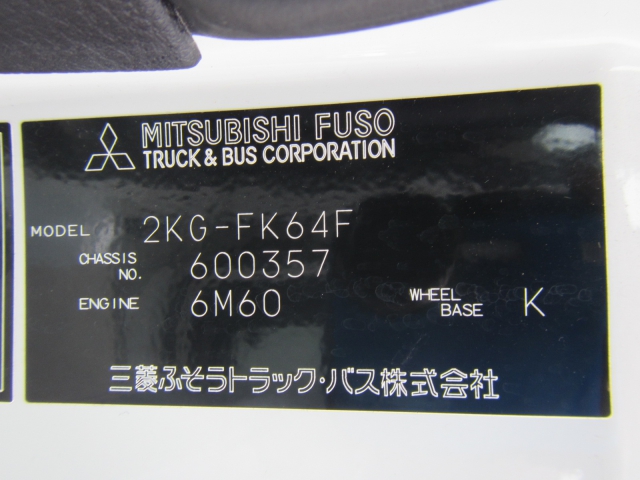 MITSUBISHI FUSO
TRUCK & BUS CORPORATION
MODEL 2KG-FK64F
CHASSIS NO. 600357
ENGINE 6M60 WHEEL BASE K
三菱ふそうトラック・バス株式会社